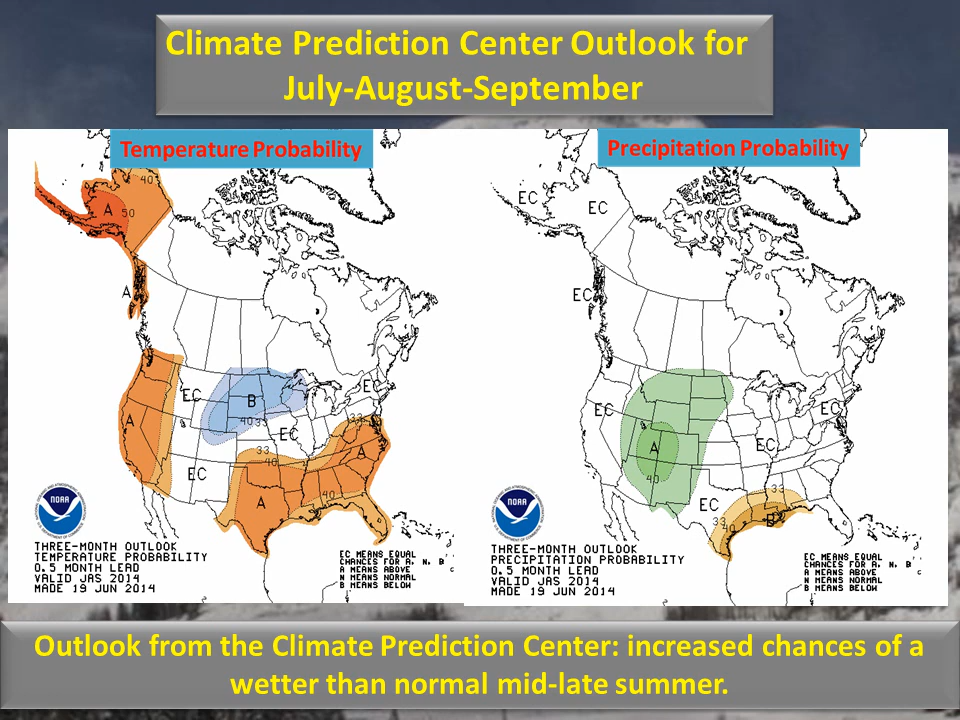 Climate Prediction Center Outlook for
July-August-September
Temperature Probability
40
A
50
A
EC
EC
B
A
40 33
EC
33
33
40
A
EC
A
40
THREE-MONTH OUTLOOK
TEMPERATURE PROBABILITY
0.5 MONTH LEAD
VALID JAS 2014
MADE 19 JUN 2014
NOAA
EC MEANS EQUAL
CHANCES FOR A, N, B
A MEANS ABOVE
N MEANS NORMAL
B MEANS BELOW
Precipitation Probability
EC
EC
EC
EC
EC
A
EC
40
33
EC
33
40
B
NOAA
THREE-MONTH OUTLOOK
PRECIPITATION PROBABILITY
0.5 MONTH LEAD
VALID JAS 2014
MADE 19 JUN 2014
EC MEANS EQUAL
CHANCES FOR A, N, B
A MEANS ABOVE
N MEANS NORMAL
B MEANS BELOW
Outlook from the Climate Prediction Center: increased chances of a
wetter than normal mid-late summer.